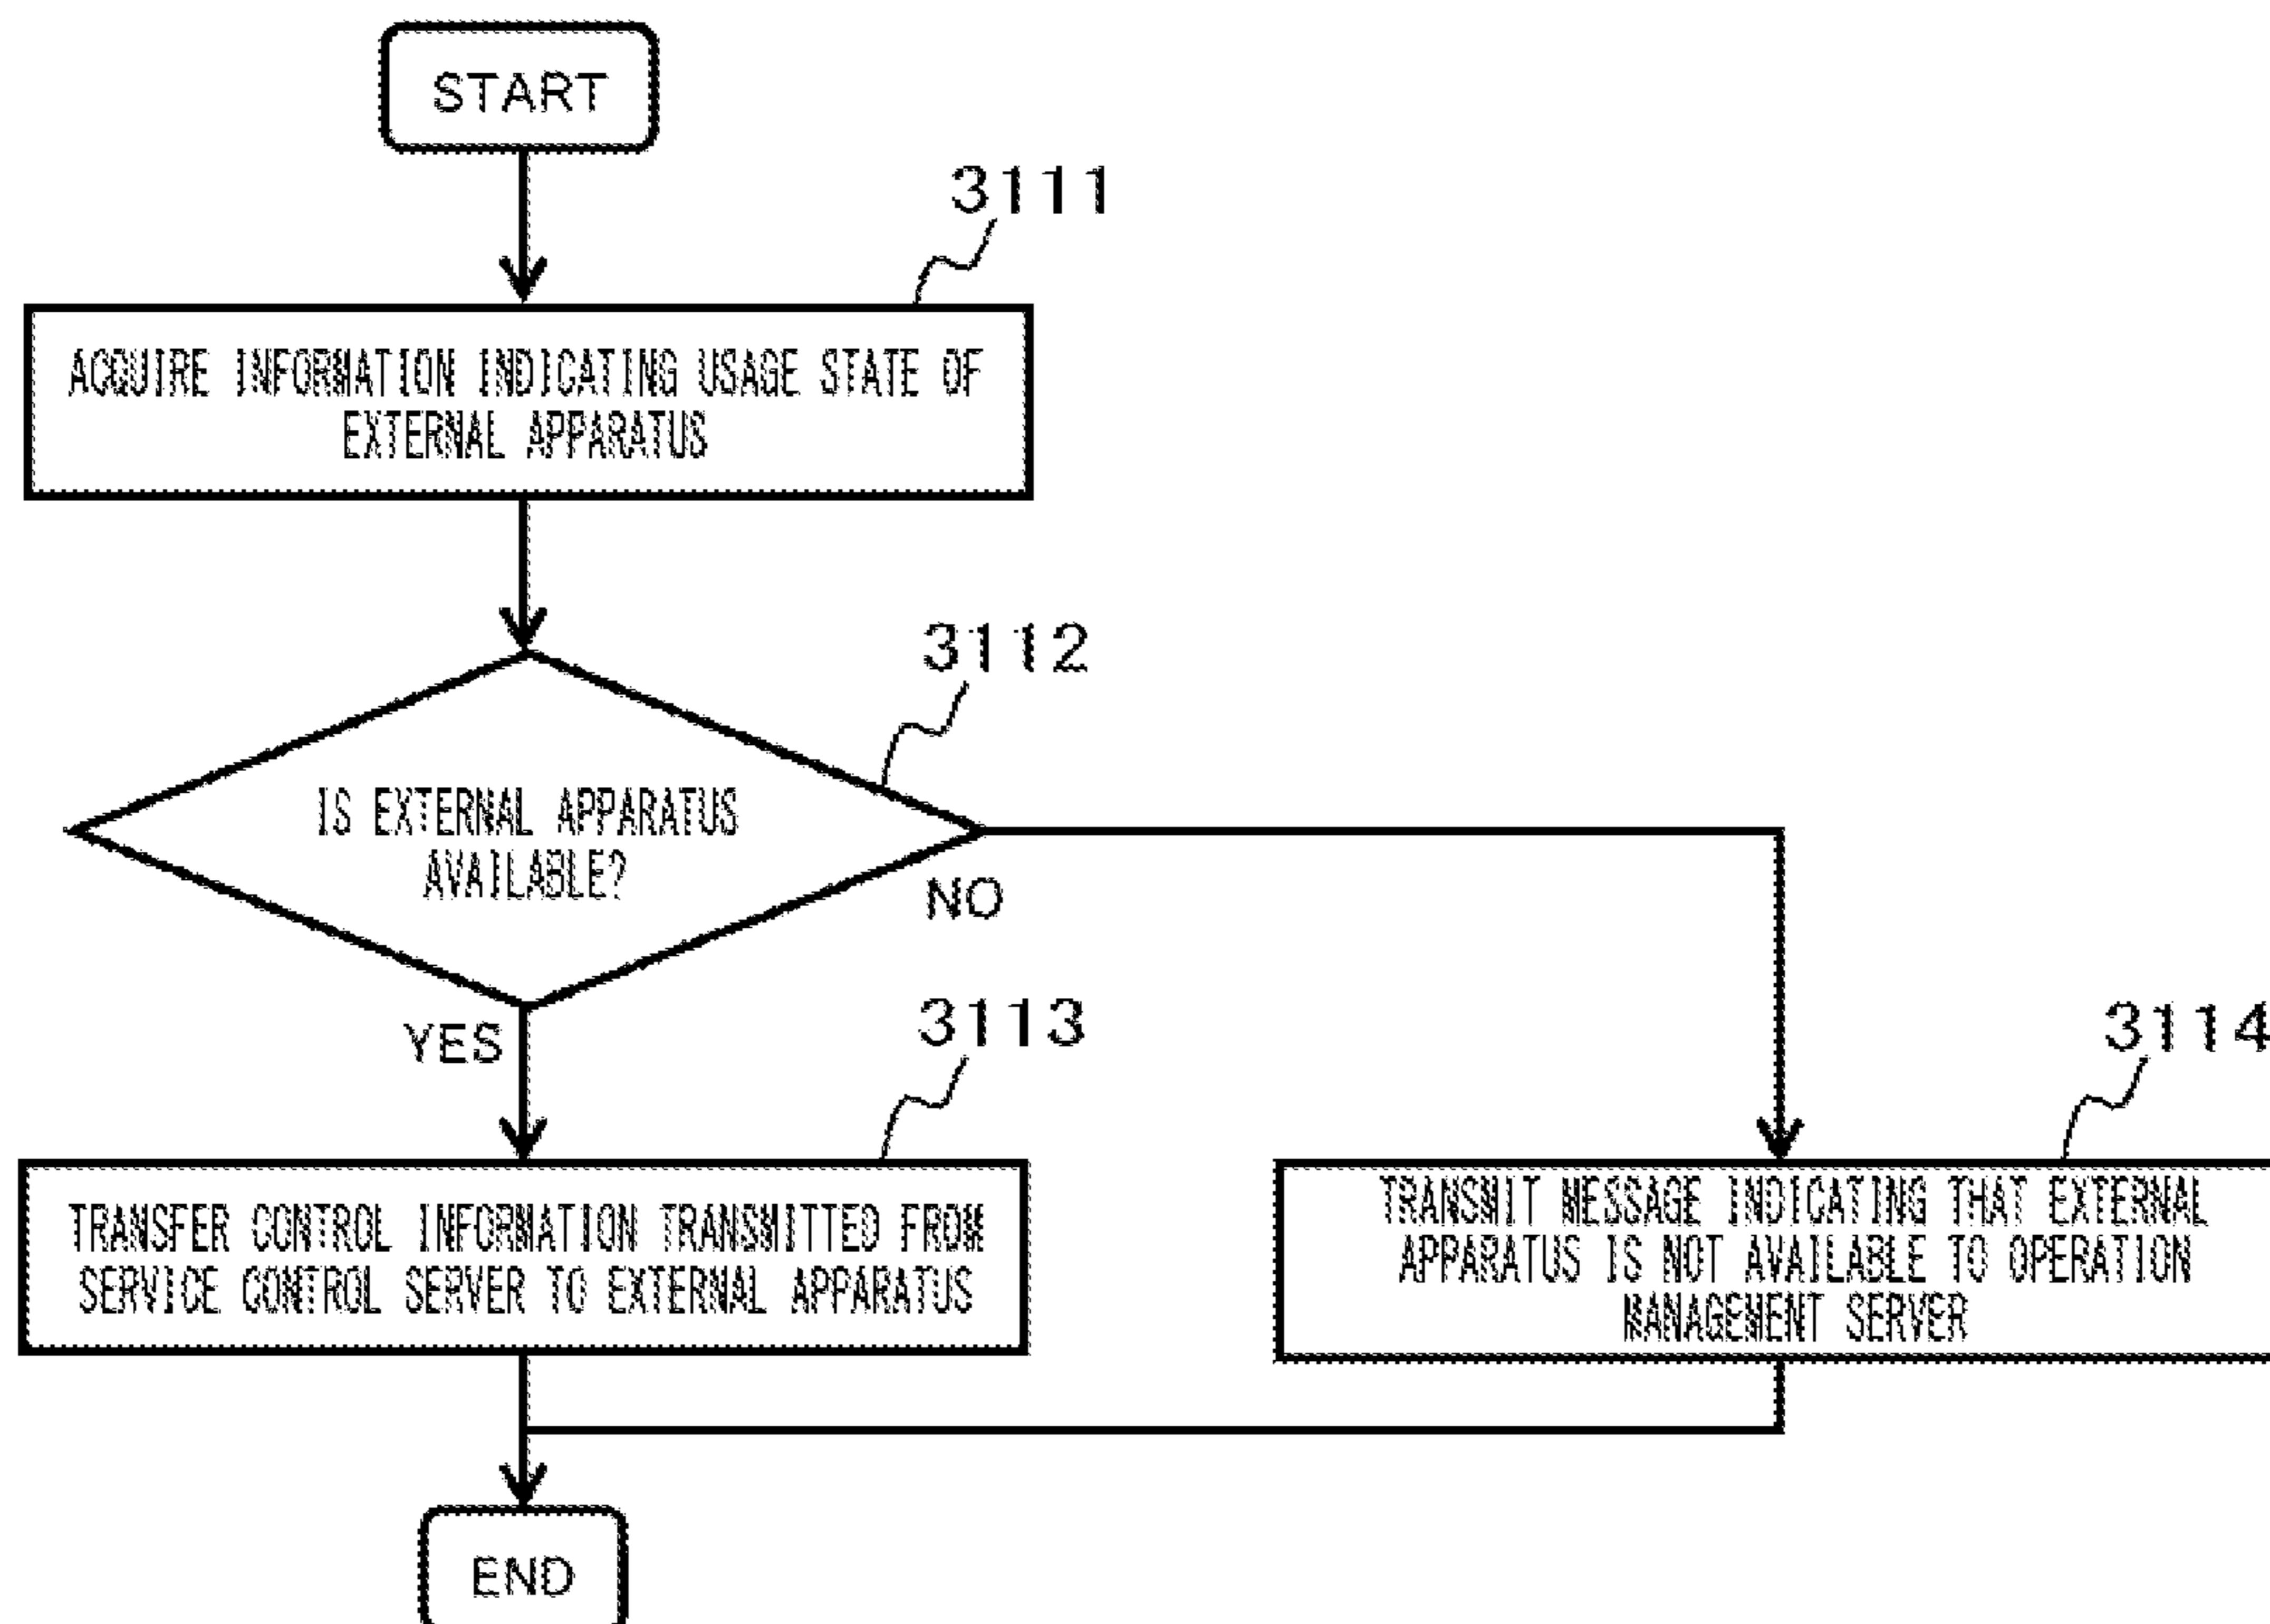 START
3111
ACQUIRE INFORMATION INDICATING USAGE STATE OF
EXTERNAL APPARATUS
3112
IS EXTERNAL APPARATUS
AVAILABLE?
NO
YES
3113
TRANSFER CONTROL INFORMATION TRANSMITTED FROM
SERVICE CONTROL SERVER TO EXTERNAL APPARATUS
3114
TRANSMIT MESSAGE INDICATING THAT EXTERNAL
APPARATUS IS NOT AVAILABLE TO OPERATION
MANAGEMENT SERVER
END